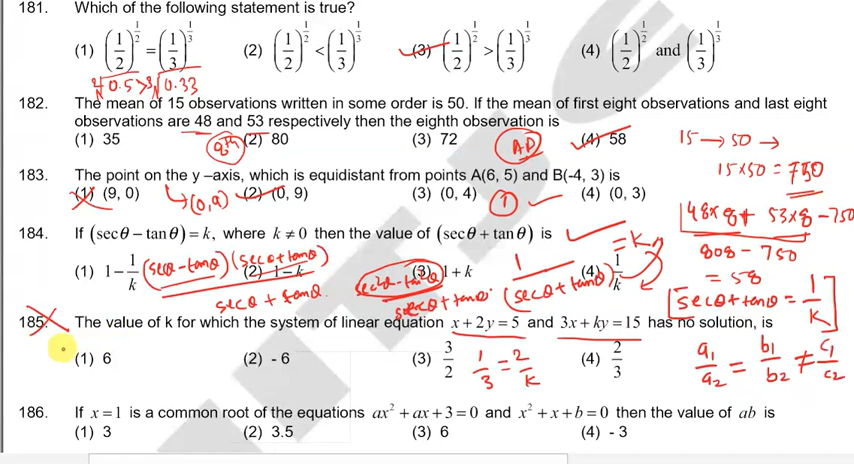 181. Which of the following statement is true?
(1) (1/2)^(1/2) = (1/3)^(1/3) (2) (1/2)^(1/2) < (1/3)^(1/3) (3) (1/2)^(1/2) > (1/3)^(1/3) (4) (1/2)^(1/2) and (1/3)^(1/3)
182. The mean of 15 observations written in some order is 50. If the mean of first eight observations and last eight
observations are 48 and 53 respectively then the eighth observation is
(1) 35 (2) 80 (3) 72 A.P (4) 58
15 → 50 →
15×50 = 750
183. The point on the y –axis, which is equidistant from points A(6, 5) and B(-4, 3) is
(1) (9, 0) (2) (0, 9) (3) (0, 4) (4) (0, 3)
(0,9) 1
48×8+ 53×8-750
808-750
= 58
184. If (secθ – tanθ) = k, where k ≠ 0 then the value of (secθ + tanθ) is
(1) 1 – 1/k (2) 1 – k (3) 1 + k (4) 1/k
(secθ-tanθ)(secθ+tanθ)
secθ + tanθ
secθ+tanθ
1
(secθ+tanθ)
[secθ+tanθ = 1/K]
185. The value of k for which the system of linear equation x + 2y = 5 and 3x + ky = 15 has no solution, is
(1) 6 (2) - 6 (3) 3/2 (4) 2/3
1/3 = 2/K
a1/a2 = b1/b2 ≠ c1/c2
186. If x = 1 is a common root of the equations ax² + ax + 3 = 0 and x² + x + b = 0 then the value of ab is
(1) 3 (2) 3.5 (3) 6 (4) - 3